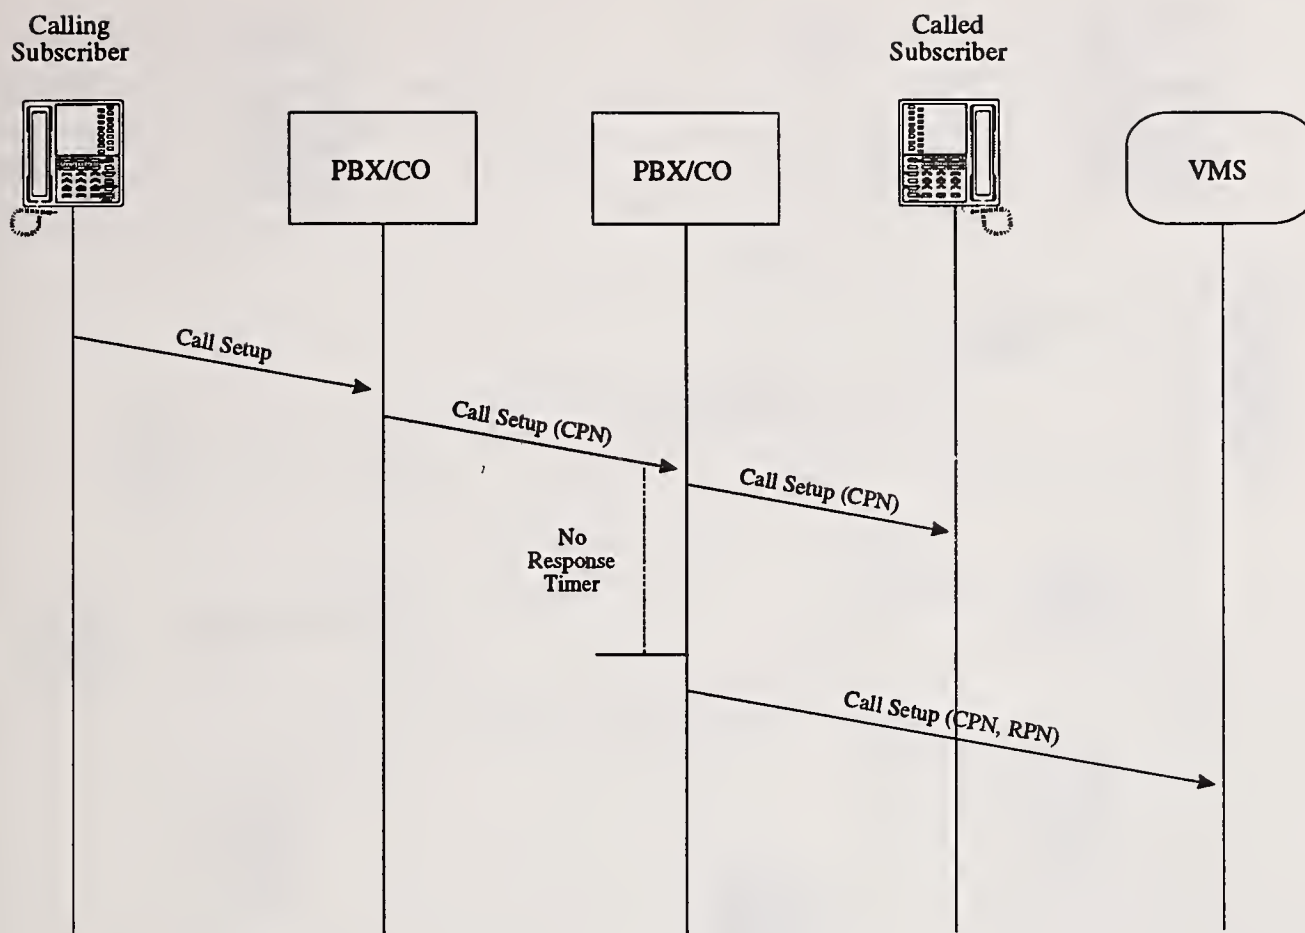 Calling
Subscriber
Called
Subscriber
PBX/CO
PBX/CO
VMS
Call Setup
Call Setup (CPN)
Call Setup (CPN)
No
Response
Timer
Call Setup (CPN, RPN)